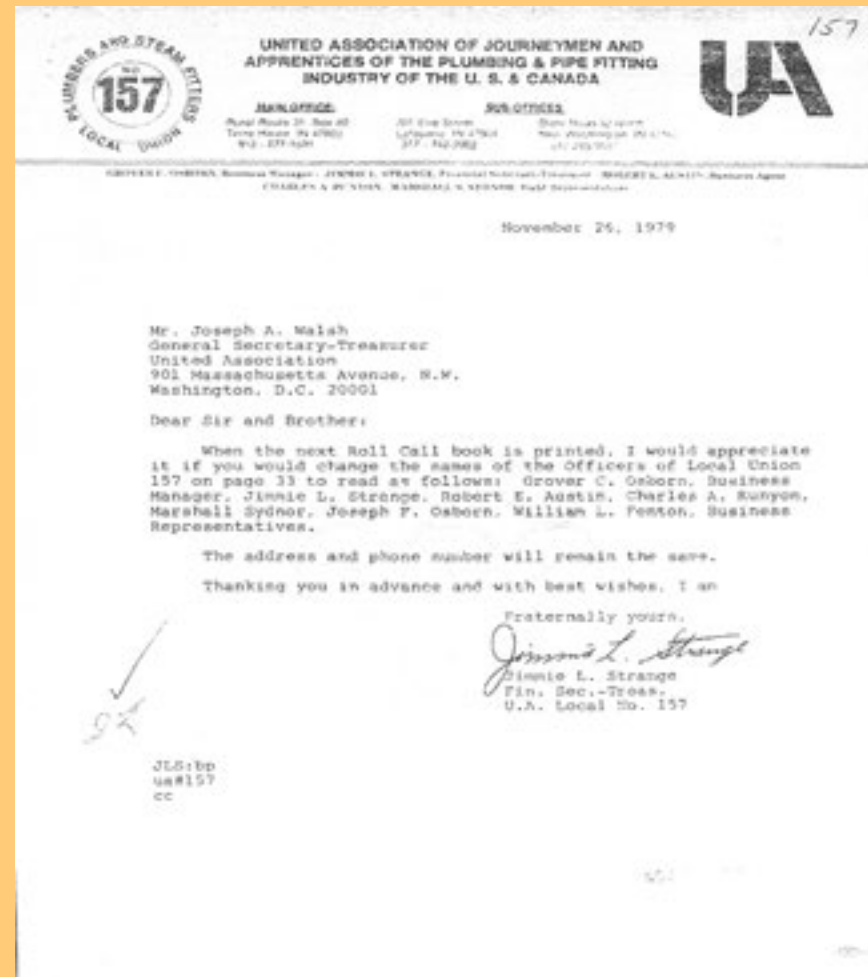 157
PLUMBERS AND STEAM FITTERS
NO
157
LOCAL UNION
UNITED ASSOCIATION OF JOURNEYMEN AND
APPRENTICES OF THE PLUMBING & PIPE FITTING
INDUSTRY OF THE U. S. & CANADA
UA
MAIN OFFICE:
SUB-OFFICES
November 26, 1979
Mr. Joseph A. Walsh
General Secretary-Treasurer
United Association
901 Massachusetts Avenue, N.W.
Washington, D.C. 20001
Dear Sir and Brother:
When the next Roll Call book is printed, I would appreciate
it if you would change the names of the Officers of Local Union
157 on page 33 to read as follows: Grover C. Osborn, Business
Manager, Jimmie L. Strange, Robert E. Austin, Charles A. Runyon,
Marshall Sydnor, Joseph F. Osborn, William L. Fenton, Business
Representatives.
The address and phone number will remain the same.
Thanking you in advance and with best wishes, I am
Fraternally yours,
Jimmie L. Strange
Jimmie L. Strange
Fin. Sec.-Treas.
U.A. Local No. 157
JLS:bp
ua#157
cc